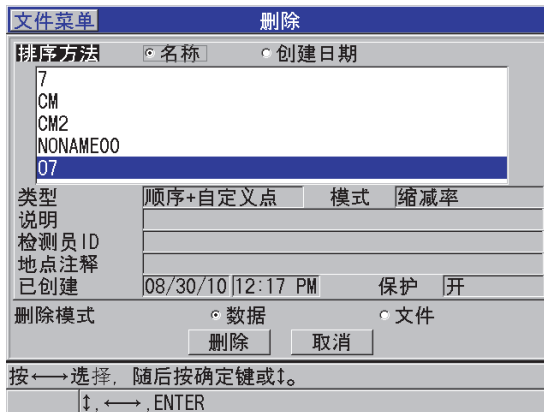 文件菜单 删除
排序方法 名称 创建日期
7
CM
CM2
NONAME00
07
类型 顺序+自定义点 模式 缩减率
说明
检测员ID
地点注释
已创建 08/30/10 12:17 PM 保护 开
删除模式 数据 文件
删除 取消
按←→选择, 随后按确定键或↕。
↕,←→,ENTER